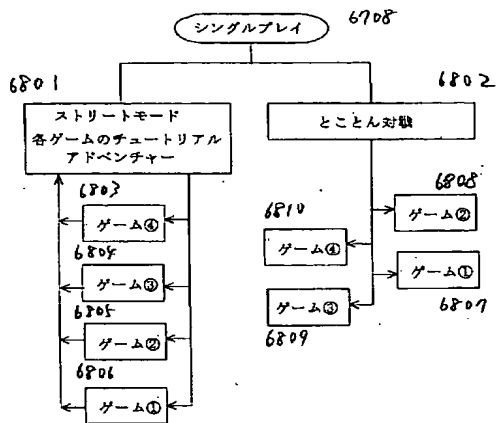 シングルプレイ
6708
6801
ストリートモード
各ゲームのチュートリアル
アドベンチャー
6802
とことん対戦
6803
ゲーム④
6804
ゲーム③
6805
ゲーム②
6806
ゲーム①
6808
ゲーム②
6810
ゲーム④
ゲーム①
6807
ゲーム③
6809